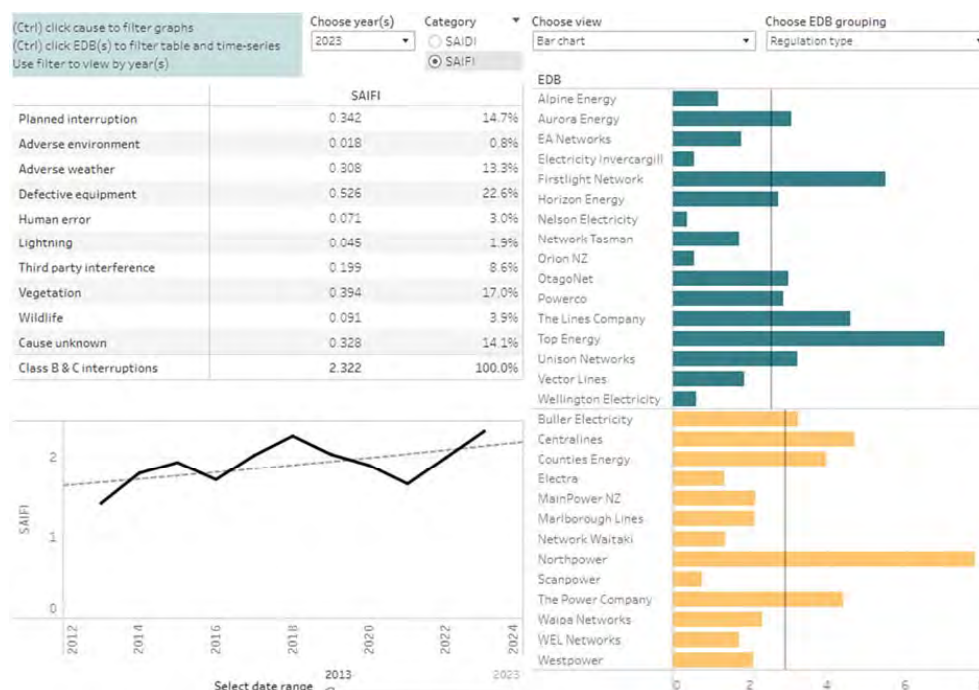 (Ctrl) click cause to filter graphs
(Ctrl) click EDB(s) to filter table and time-series
Use filter to view by year(s)
Choose year(s)
2023
Category
SAIDI
SAIFI
Choose view
Bar chart
Choose EDB grouping
Regulation type
SAIFI
Planned interruption 0.342 14.7%
Adverse environment 0.018 0.8%
Adverse weather 0.308 13.3%
Defective equipment 0.526 22.6%
Human error 0.071 3.0%
Lightning 0.045 1.9%
Third party interference 0.199 8.6%
Vegetation 0.394 17.0%
Wildlife 0.091 3.9%
Cause unknown 0.328 14.1%
Class B & C interruptions 2.322 100.0%
SAIFI
2
1
0
2012 2014 2016 2018 2020 2022 2024
2013 2023
Select date range
EDB
Alpine Energy
Aurora Energy
EA Networks
Electricity Invercargill
Firstlight Network
Horizon Energy
Nelson Electricity
Network Tasman
Orion NZ
OtagoNet
Powerco
The Lines Company
Top Energy
Unison Networks
Vector Lines
Wellington Electricity
Buller Electricity
Centralines
Counties Energy
Electra
MainPower NZ
Marlborough Lines
Network Waitaki
Northpower
Scanpower
The Power Company
Waipa Networks
WEL Networks
Westpower
0 2 4 6